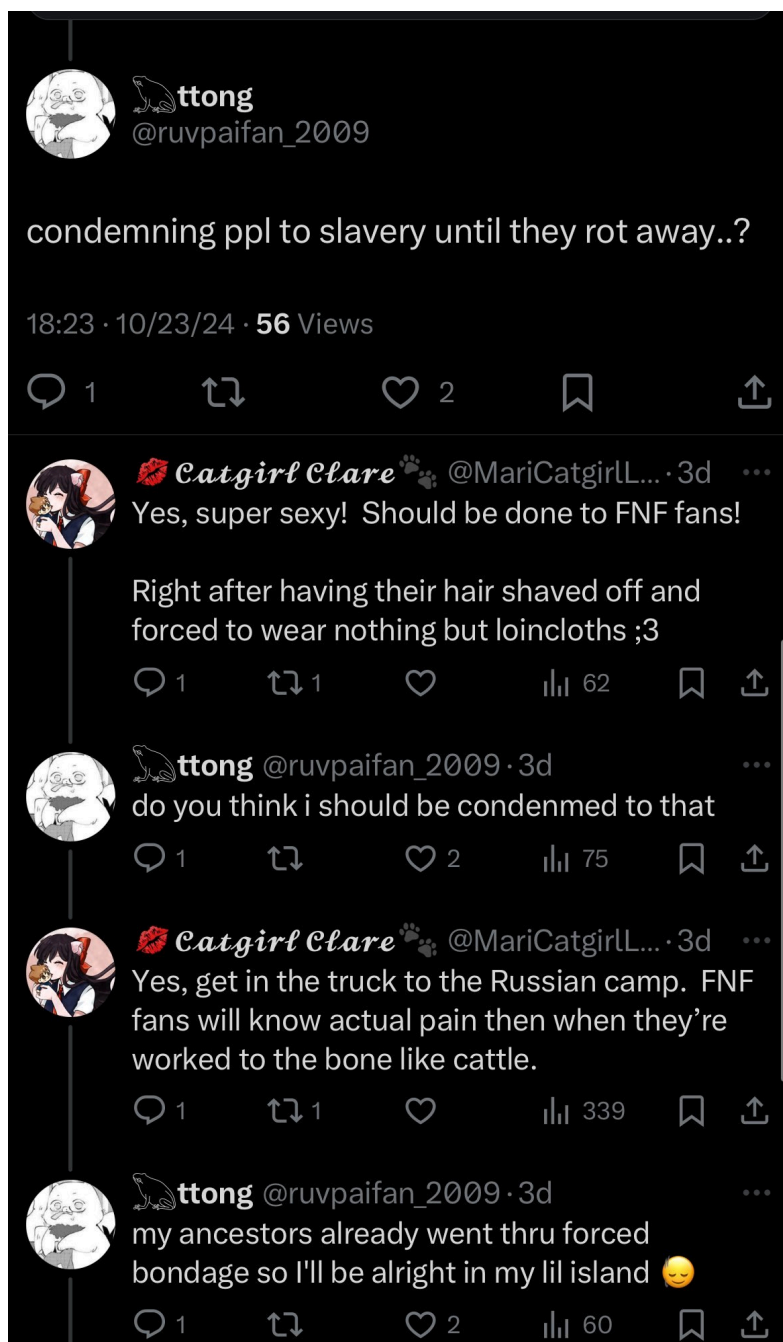 ttong
@ruvpaifan_2009
condemning ppl to slavery until they rot away..?
18:23 · 10/23/24 · 56 Views
1 2
💋 𝓒𝓪𝓽𝓰𝓲𝓻𝓵 𝓒𝓵𝓪𝓻𝓮🐾 @MariCatgirlL... · 3d
Yes, super sexy! Should be done to FNF fans!
Right after having their hair shaved off and
forced to wear nothing but loincloths ;3
1 1 62
ttong @ruvpaifan_2009 · 3d
do you think i should be condenmed to that
1 2 75
💋 𝓒𝓪𝓽𝓰𝓲𝓻𝓵 𝓒𝓵𝓪𝓻𝓮🐾 @MariCatgirlL... · 3d
Yes, get in the truck to the Russian camp. FNF
fans will know actual pain then when they’re
worked to the bone like cattle.
1 1 339
ttong @ruvpaifan_2009 · 3d
my ancestors already went thru forced
bondage so I'll be alright in my lil island 🫡
1 2 60